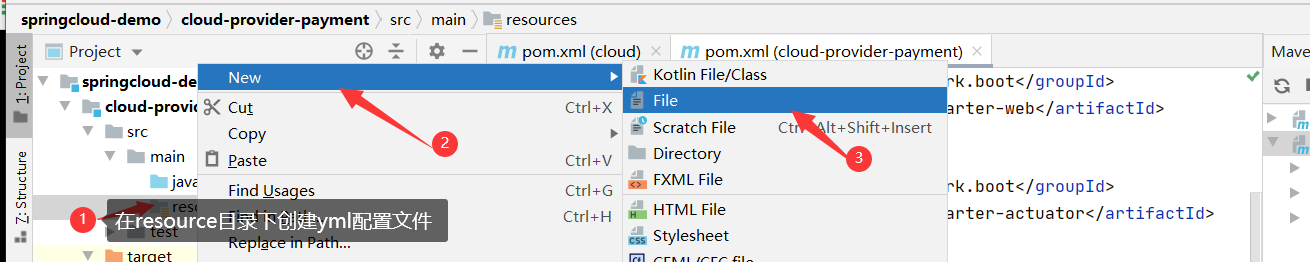 springcloud-demo cloud-provider-payment src main resources
1: Project
Project
pom.xml (cloud)
pom.xml (cloud-provider-payment)
Mave
springcloud-de
New
Kotlin File/Class
rk.boot</groupId>
cloud-provid
Cut Ctrl+X
File
arter-web</artifactId>
src
Copy
Scratch File Ctrl+Alt+Shift+Insert
2
main
Paste Ctrl+V
Directory
3
Z: Structure
java
Find Usages Ctrl+G
FXML File
rk.boot</groupId>
1
在resource目录下创建yml配置文件
Ctrl+H
HTML File
arter-actuator</artifactId>
test
Replace in Path...
Stylesheet
target
CFML/CFC file